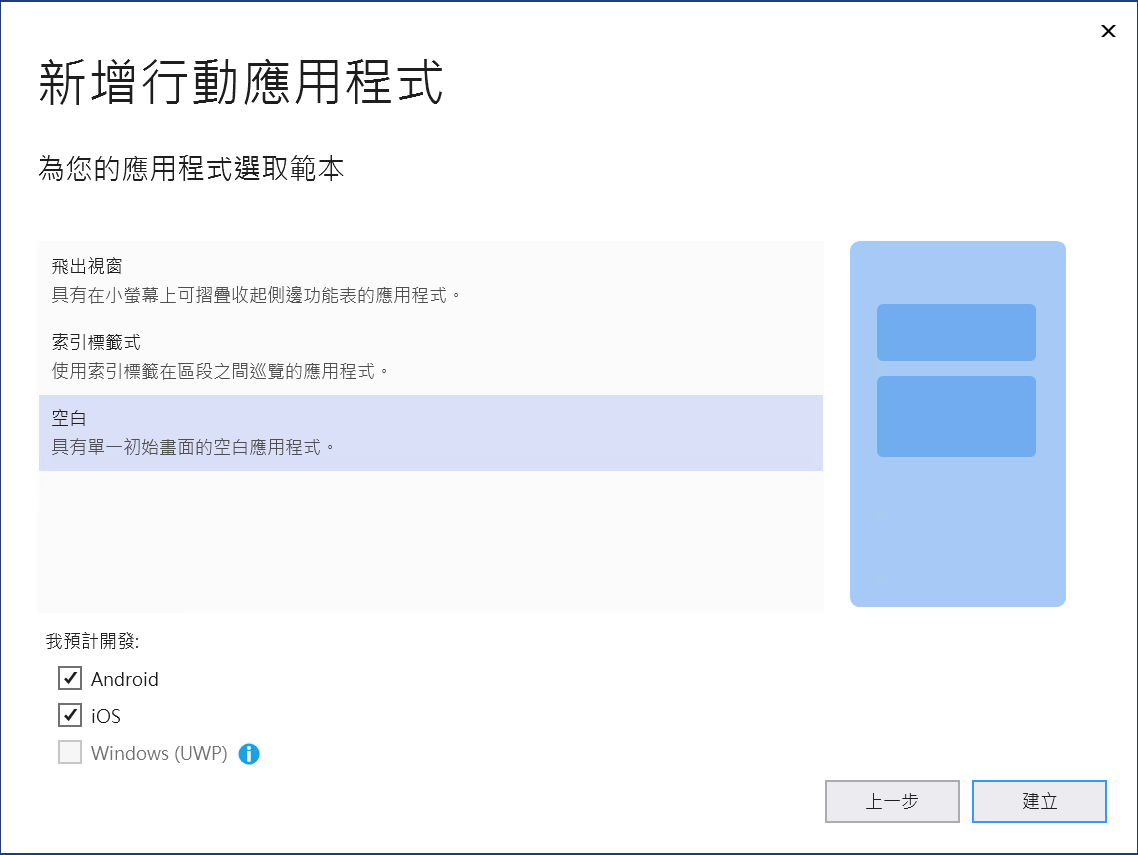 新增行動應用程式
為您的應用程式選取範本
飛出視窗
具有在小螢幕上可摺疊收起側邊功能表的應用程式。
索引標籤式
使用索引標籤在區段之間巡覽的應用程式。
空白
具有單一初始畫面的空白應用程式。
我預計開發:
Android
iOS
Windows (UWP)
上一步
建立